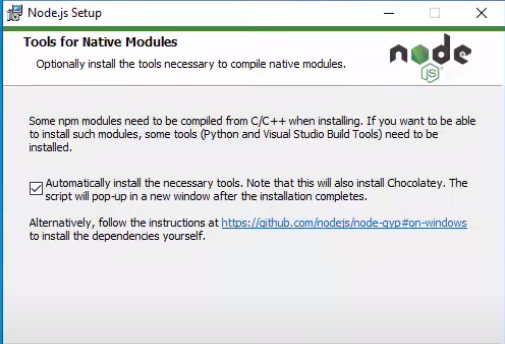 Node.js Setup
Tools for Native Modules
Optionally install the tools necessary to compile native modules.
node
JS
Some npm modules need to be compiled from C/C++ when installing. If you want to be able
to install such modules, some tools (Python and Visual Studio Build Tools) need to be
installed.
Automatically install the necessary tools. Note that this will also install Chocolatey. The
script will pop-up in a new window after the installation completes.
Alternatively, follow the instructions at https://github.com/nodejs/node-gyp#on-windows
to install the dependencies yourself.